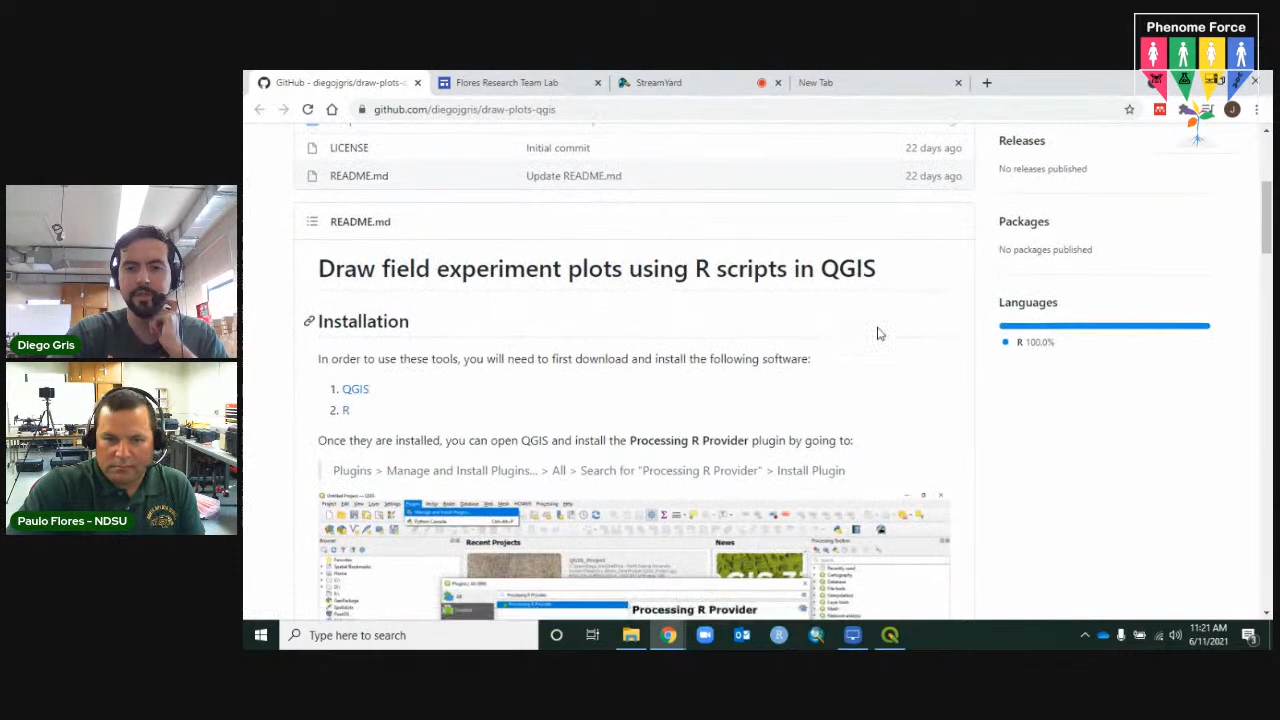 Phenome Force
GitHub - diegojgris/draw-plots-
Flores Research Team Lab
StreamYard
New Tab
github.com/diegojgris/draw-plots-qgis
J
LICENSE
Initial commit
22 days ago
README.md
Update README.md
22 days ago
Releases
No releases published
README.md
Packages
No packages published
Draw field experiment plots using R scripts in QGIS
Languages
R 100.0%
Installation
In order to use these tools, you will need to first download and install the following software:
1. QGIS
2. R
Once they are installed, you can open QGIS and install the Processing R Provider plugin by going to:
Plugins > Manage and Install Plugins... > All > Search for "Processing R Provider" > Install Plugin
Recent Projects
News
Processing R Provider
Diego Gris
Paulo Flores - NDSU
Type here to search
11:21 AM
6/11/2021